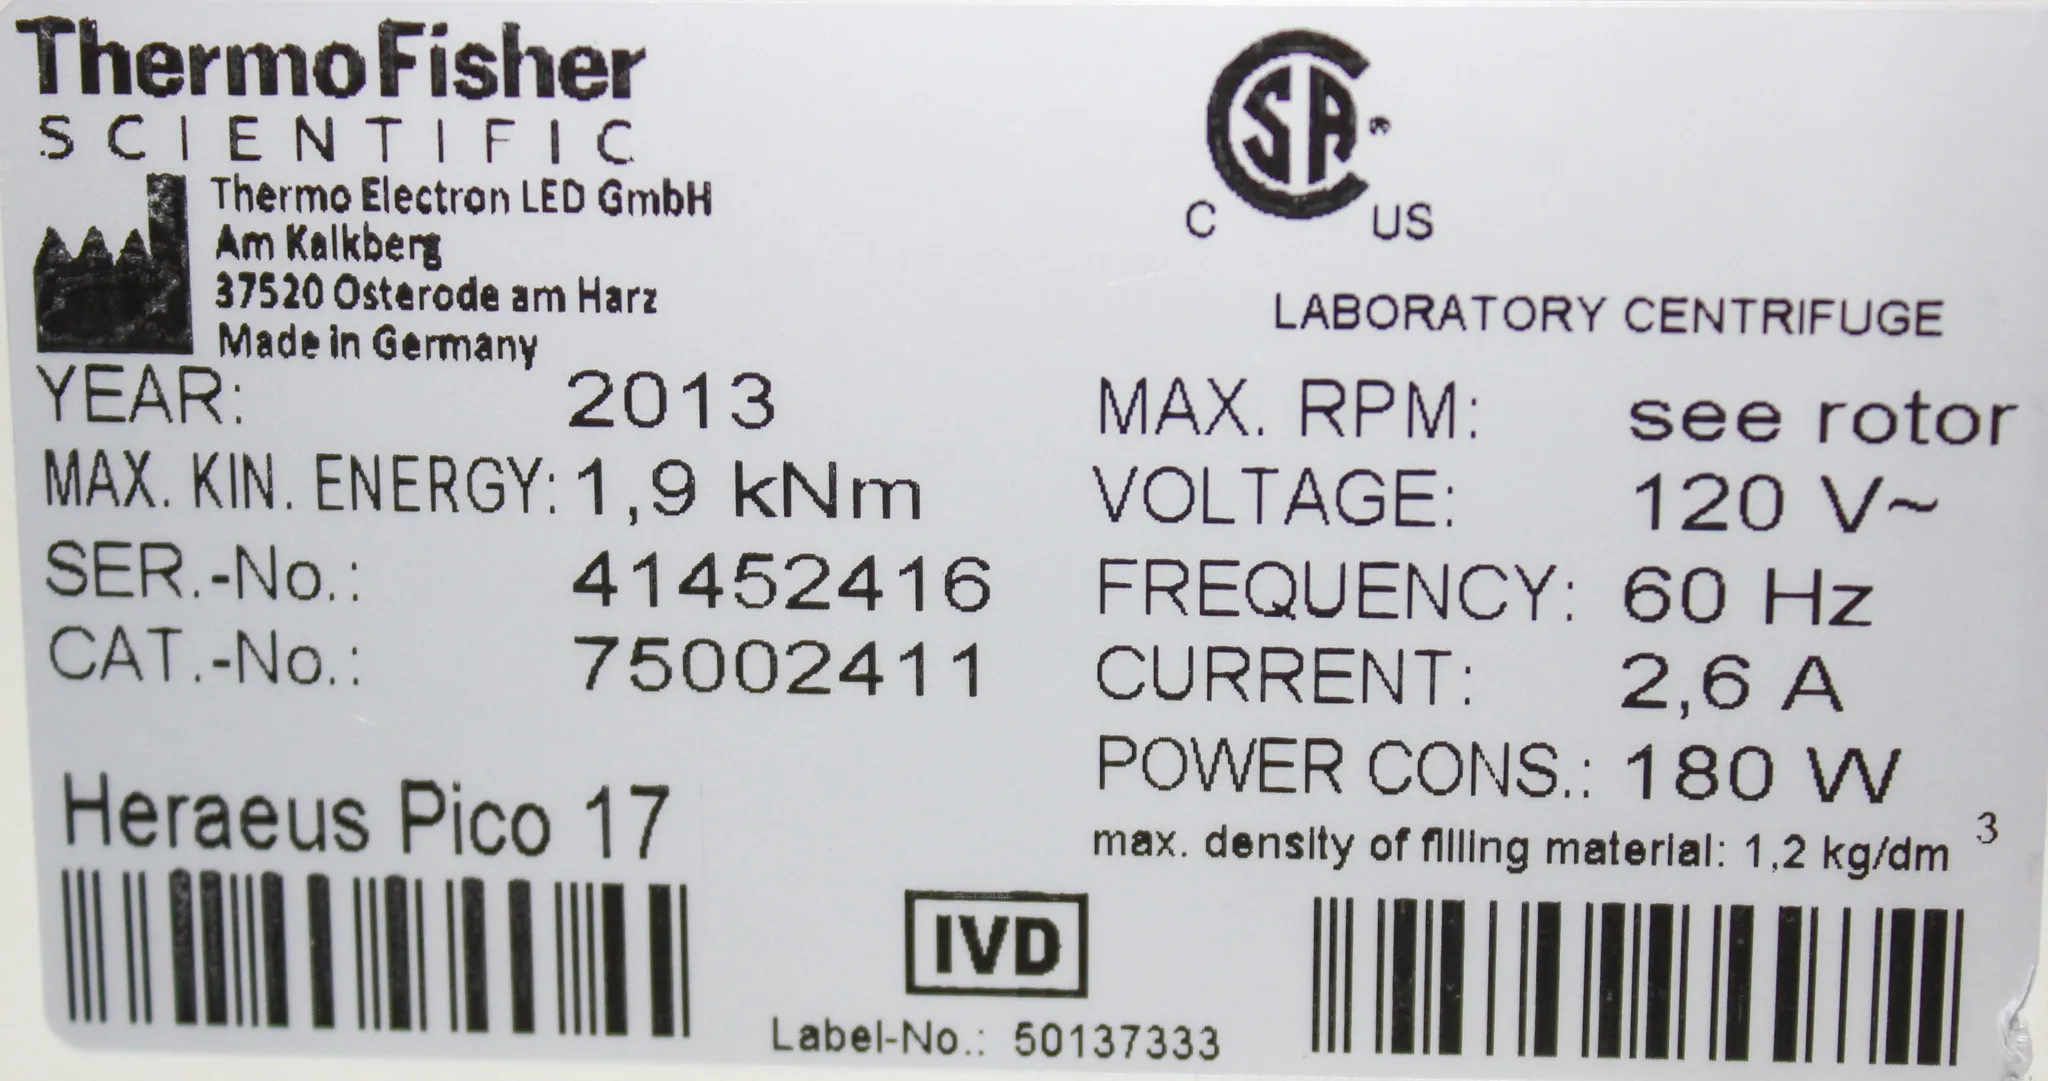 ThermoFisher
SCIENTIFIC
Thermo Electron LED GmbH
Am Kalkberg
37520 Osterode am Harz
Made in Germany
YEAR: 2013
MAX. KIN. ENERGY: 1,9 kNm
SER.-No.: 41452416
CAT.-No.: 75002411
Heraeus Pico 17
CSA®
C US
LABORATORY CENTRIFUGE
MAX. RPM: see rotor
VOLTAGE: 120 V~
FREQUENCY: 60 Hz
CURRENT: 2,6 A
POWER CONS.: 180 W
max. density of filling material: 1,2 kg/dm³
IVD
Label-No.: 50137333